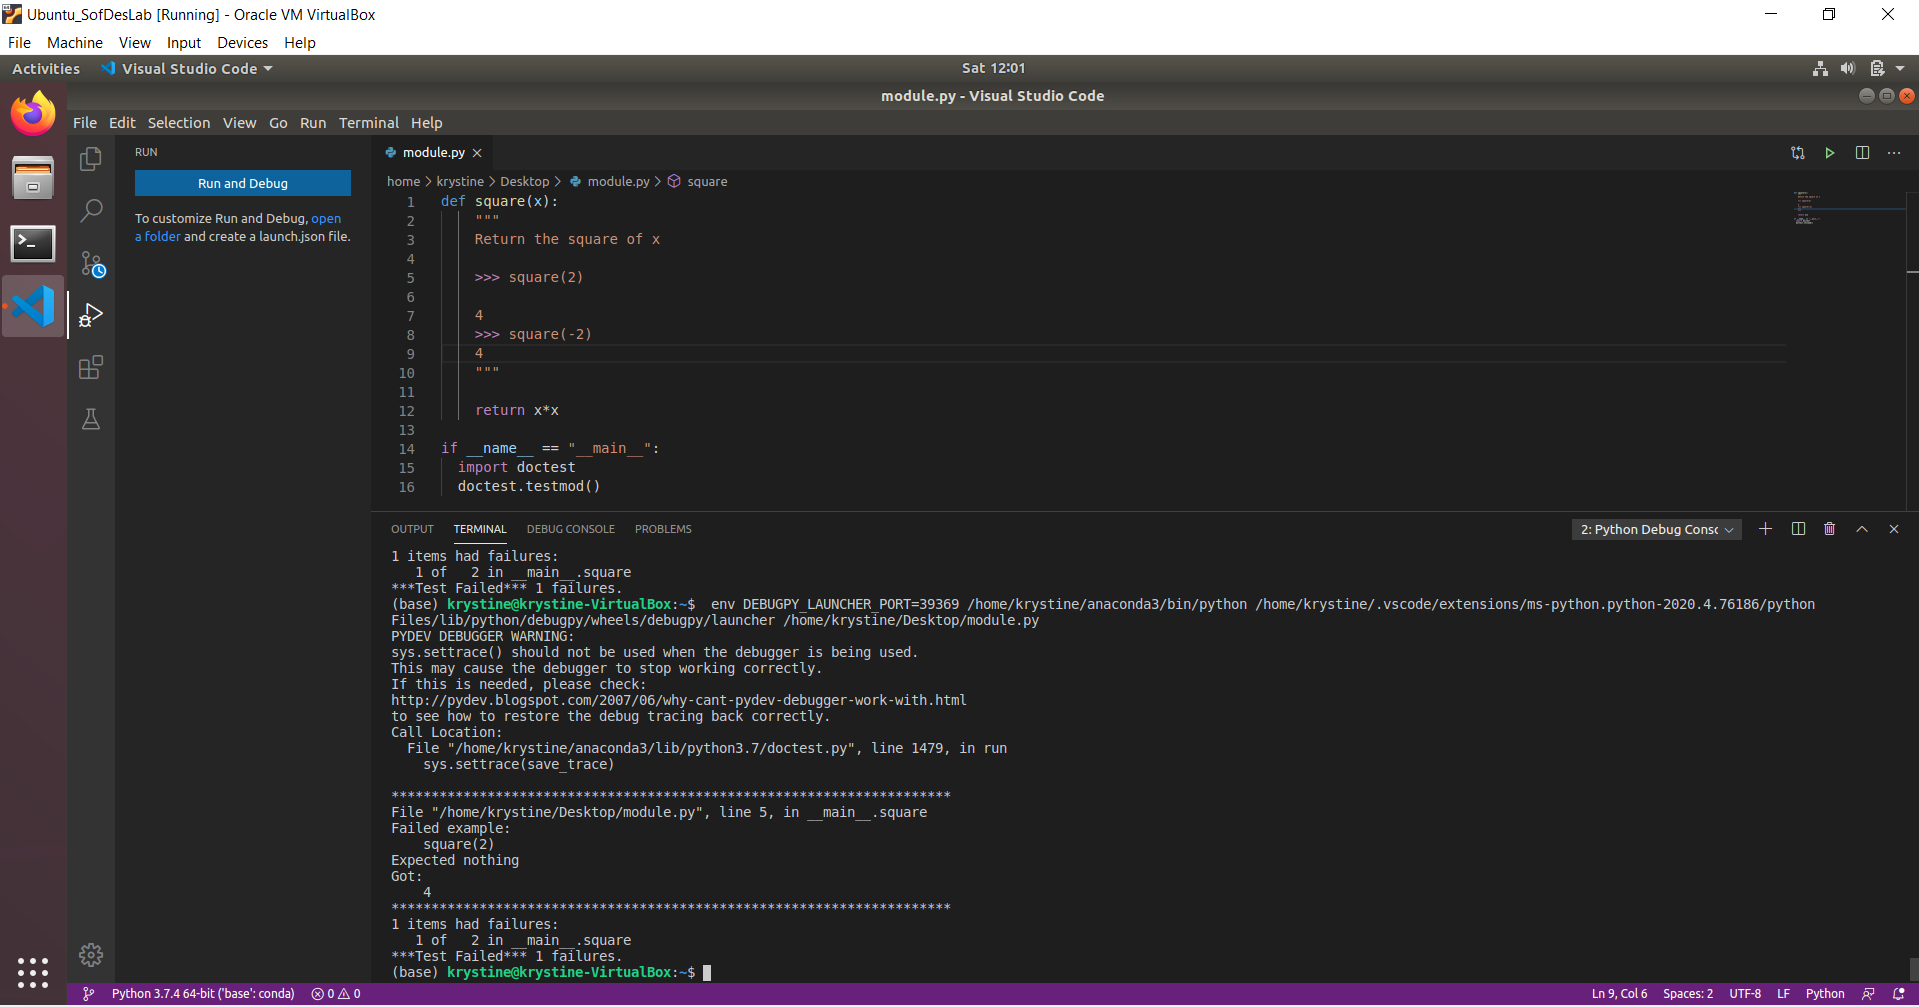 Ubuntu_SofDesLab [Running] - Oracle VM VirtualBox
File Machine View Input Devices Help
Activities Visual Studio Code Sat 12:01
module.py - Visual Studio Code
File Edit Selection View Go Run Terminal Help
RUN
Run and Debug
To customize Run and Debug, open
a folder and create a launch.json file.
module.py
home > krystine > Desktop > module.py > square
1 def square(x):
2     """
3     Return the square of x
4
5     >>> square(2)
6
7     4
8     >>> square(-2)
9     4
10     """
11
12     return x*x
13
14 if __name__ == "__main__":
15   import doctest
16   doctest.testmod()
OUTPUT TERMINAL DEBUG CONSOLE PROBLEMS 2: Python Debug Consc
1 items had failures:
   1 of   2 in __main__.square
***Test Failed*** 1 failures.
(base) krystine@krystine-VirtualBox:~$  env DEBUGPY_LAUNCHER_PORT=39369 /home/krystine/anaconda3/bin/python /home/krystine/.vscode/extensions/ms-python.python-2020.4.76186/python
Files/lib/python/debugpy/wheels/debugpy/launcher /home/krystine/Desktop/module.py
PYDEV DEBUGGER WARNING:
sys.settrace() should not be used when the debugger is being used.
This may cause the debugger to stop working correctly.
If this is needed, please check:
http://pydev.blogspot.com/2007/06/why-cant-pydev-debugger-work-with.html
to see how to restore the debug tracing back correctly.
Call Location:
  File "/home/krystine/anaconda3/lib/python3.7/doctest.py", line 1479, in run
    sys.settrace(save_trace)
**********************************************************************
File "/home/krystine/Desktop/module.py", line 5, in __main__.square
Failed example:
    square(2)
Expected nothing
Got:
    4
**********************************************************************
1 items had failures:
   1 of   2 in __main__.square
***Test Failed*** 1 failures.
(base) krystine@krystine-VirtualBox:~$
Python 3.7.4 64-bit ('base': conda) 0 0 Ln 9, Col 6 Spaces: 2 UTF-8 LF Python